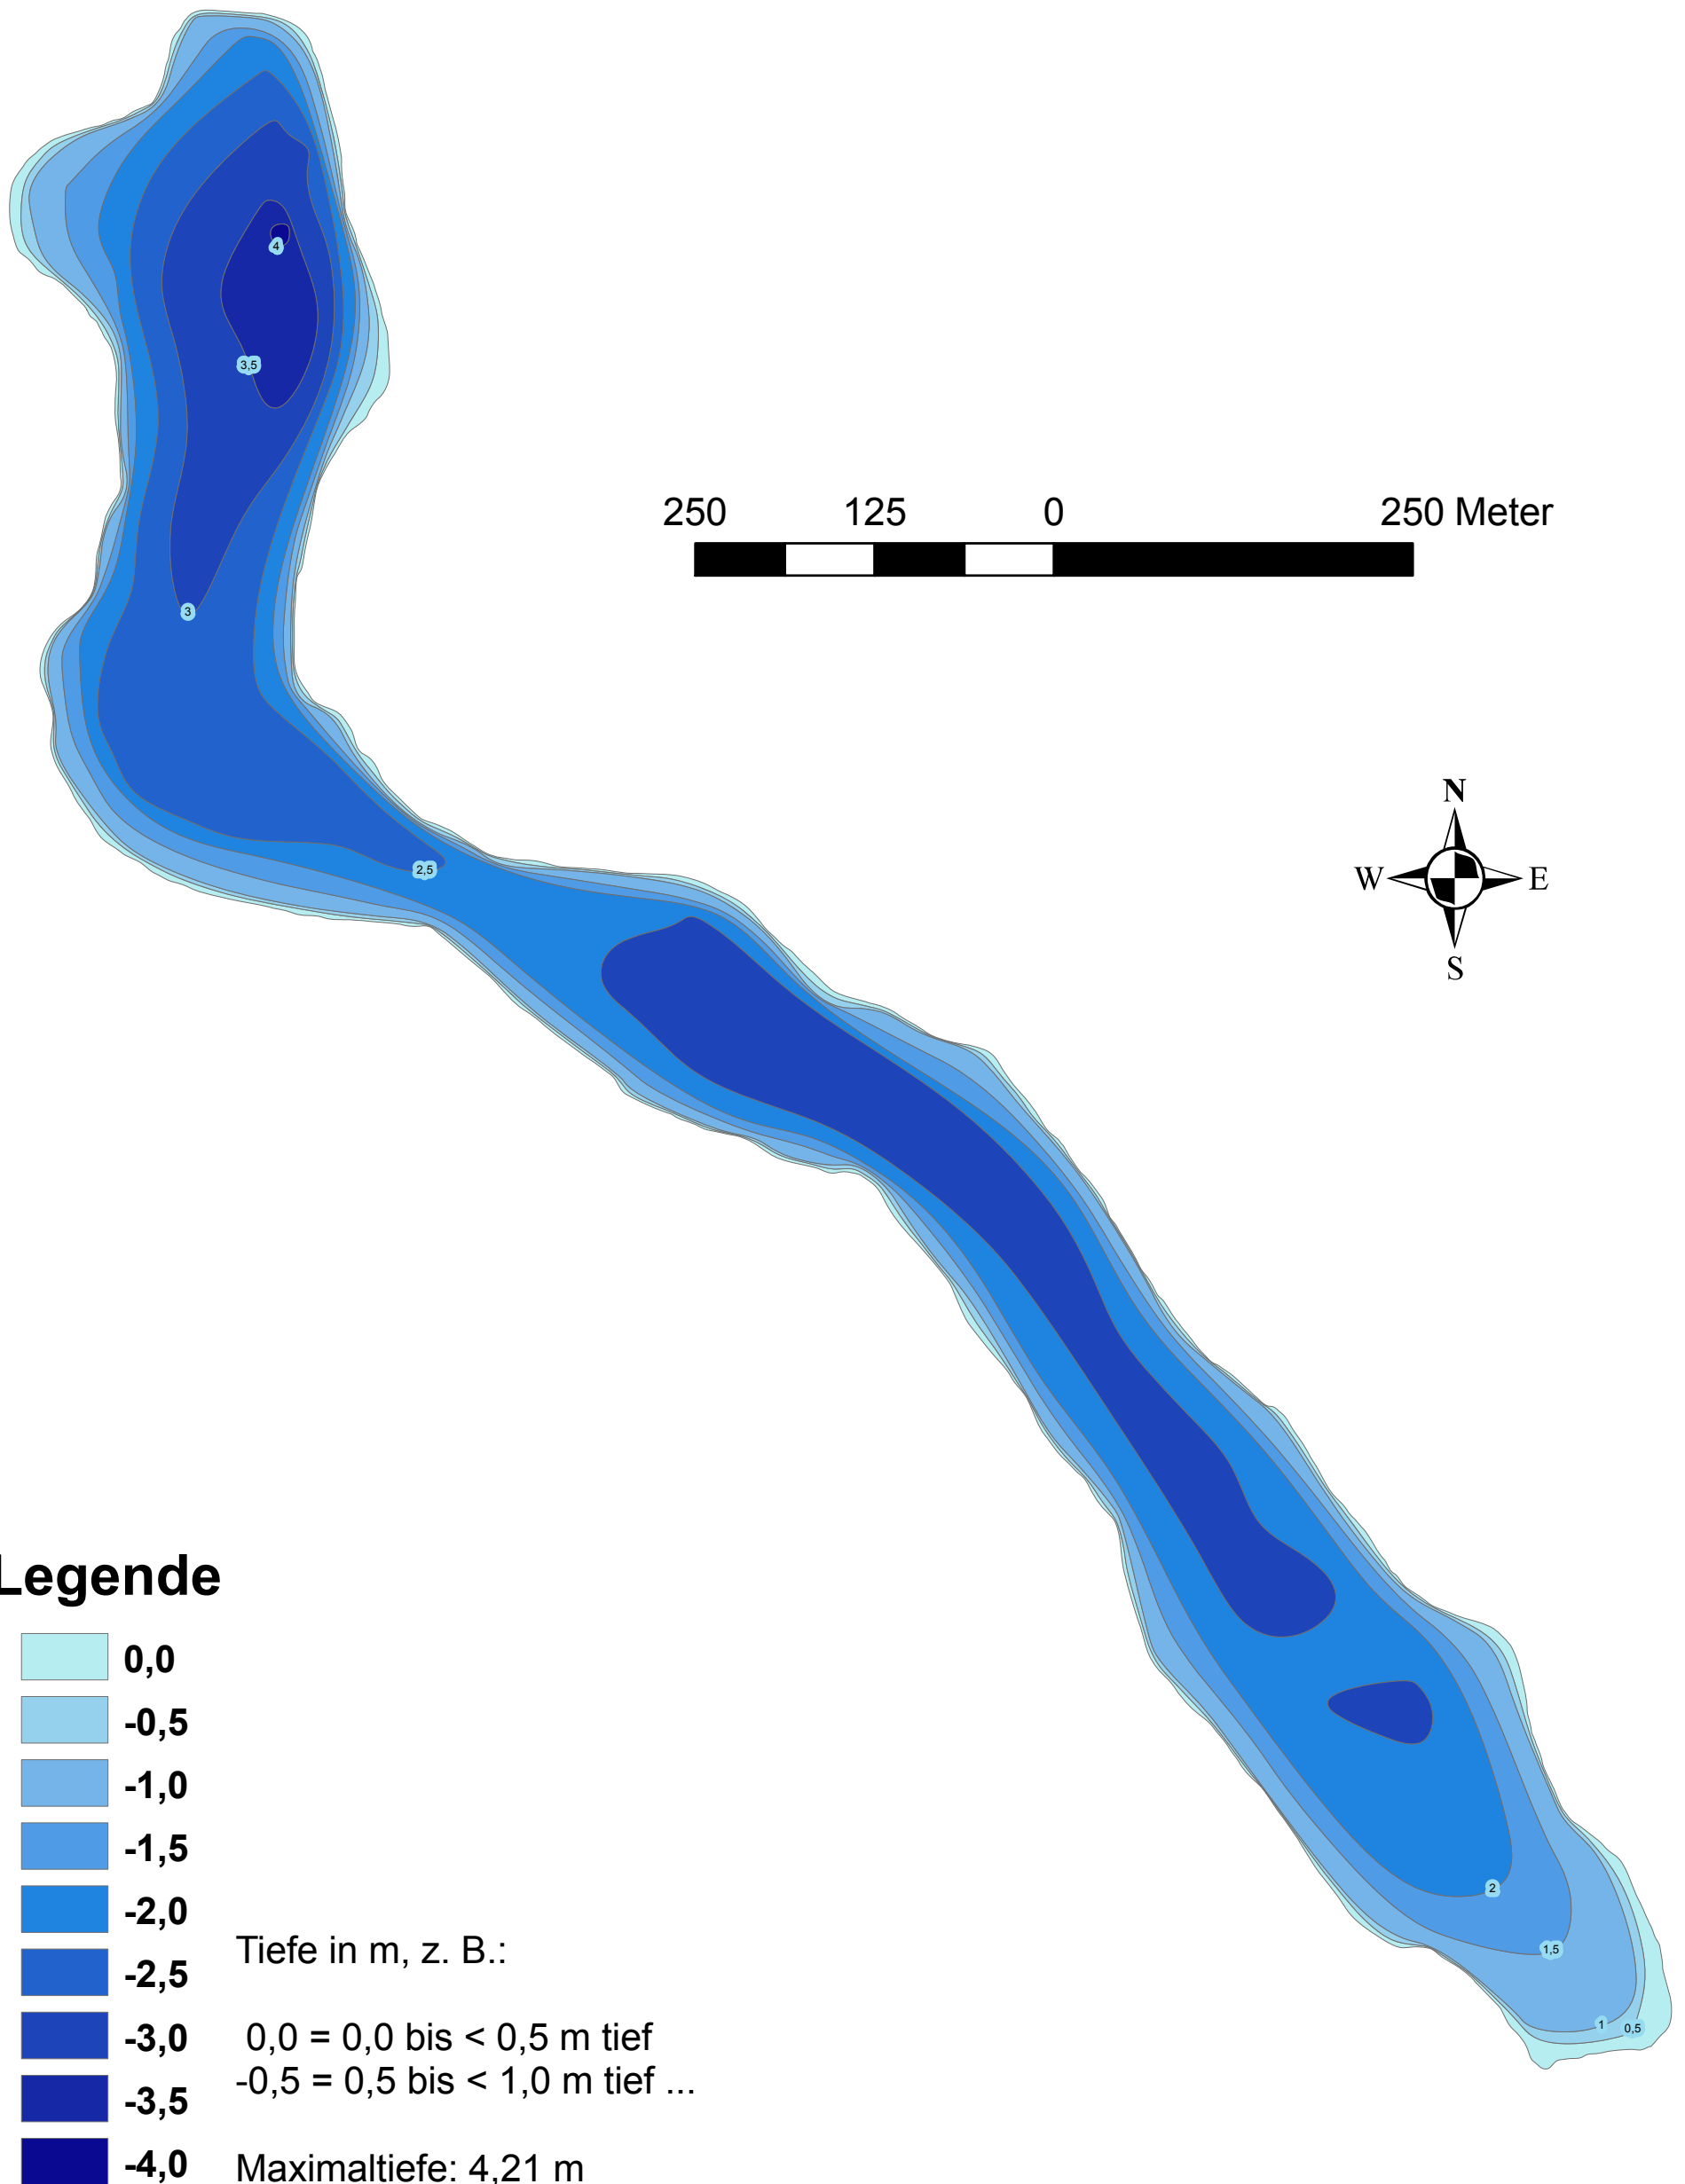 4
3,5
250 125 0 250 Meter
3
N
W E
S
2,5
Legende
0,0
-0,5
-1,0
-1,5
-2,0
-2,5
-3,0
-3,5
-4,0
Tiefe in m, z. B.:
0,0 = 0,0 bis < 0,5 m tief
-0,5 = 0,5 bis < 1,0 m tief ...
Maximaltiefe: 4,21 m
2
1,5
1
0,5